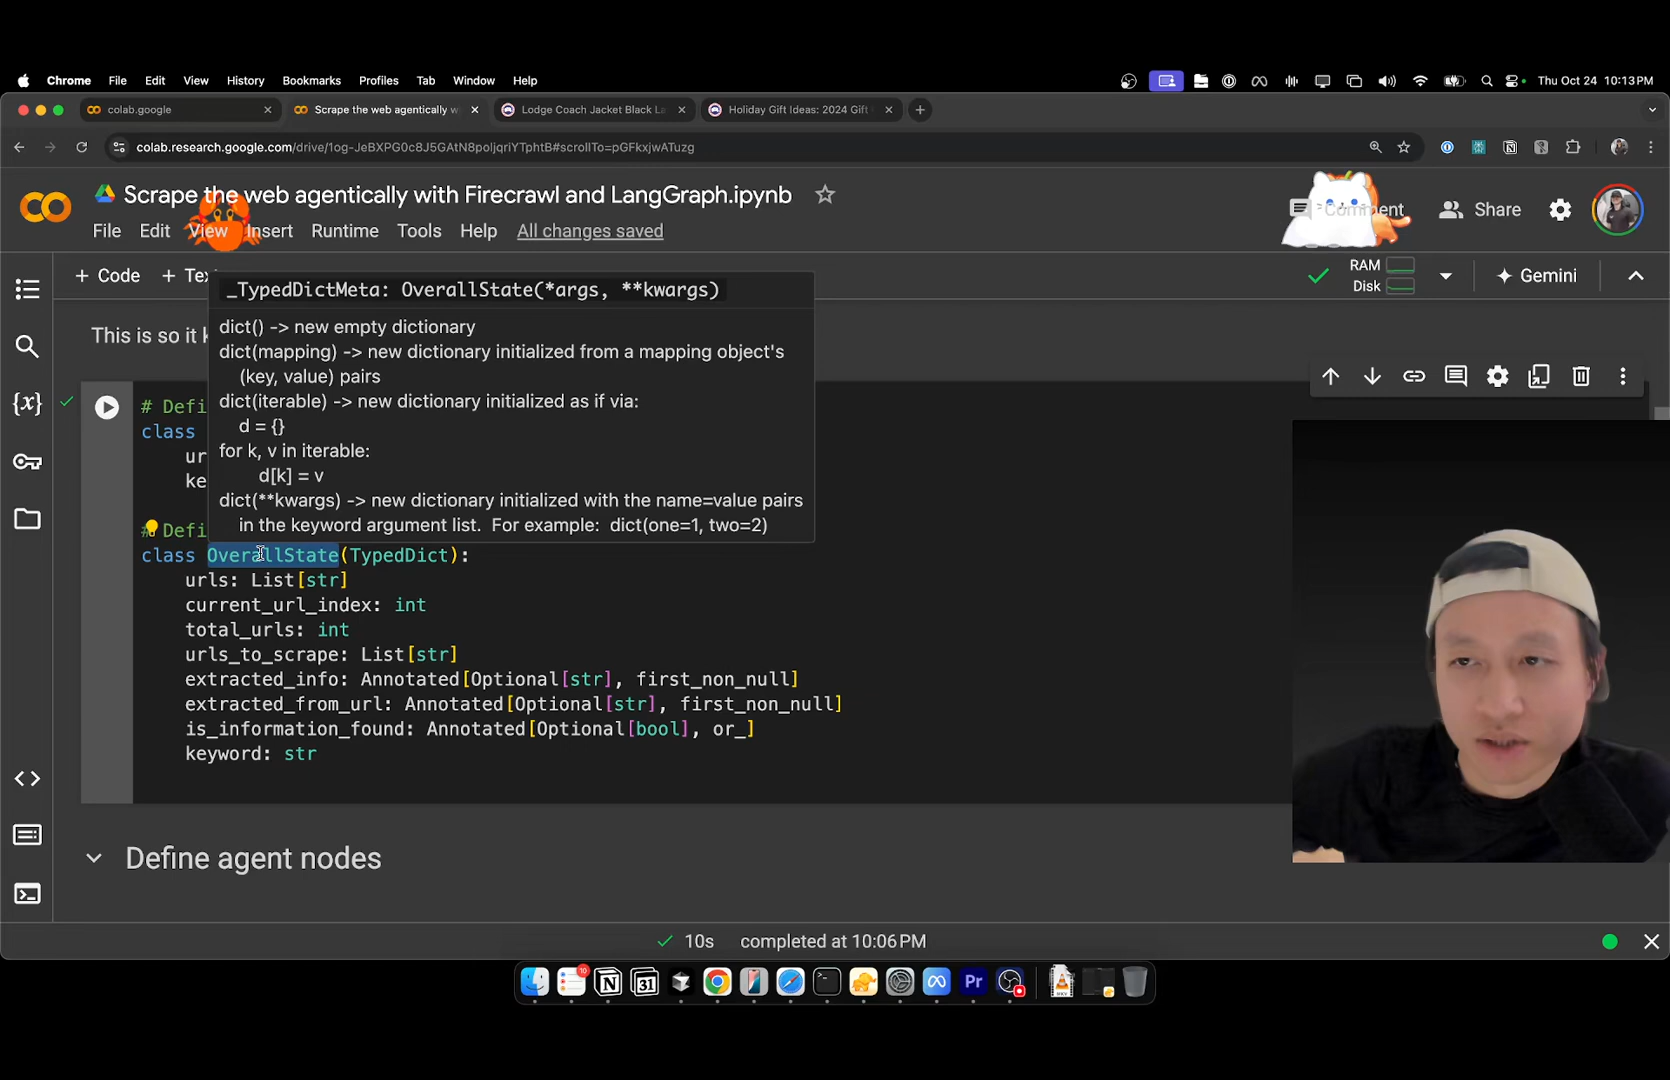 Chrome File Edit View History Bookmarks Profiles Tab Window Help
Thu Oct 24 10:13 PM
colab.google
Scrape the web agentically w
Lodge Coach Jacket Black La
Holiday Gift Ideas: 2024 Gift
colab.research.google.com/drive/1og-JeBXPG0c8J5GAtN8poljqriYTphtB#scrollTo=pGFkxjwATuzg
Scrape the web agentically with Firecrawl and LangGraph.ipynb
Comment
Share
File Edit View Insert Runtime Tools Help All changes saved
+ Code + Tex
RAM
Disk
Gemini
_TypedDictMeta: OverallState(*args, **kwargs)
dict() -> new empty dictionary
dict(mapping) -> new dictionary initialized from a mapping object's
(key, value) pairs
dict(iterable) -> new dictionary initialized as if via:
d = {}
for k, v in iterable:
d[k] = v
dict(**kwargs) -> new dictionary initialized with the name=value pairs
in the keyword argument list. For example: dict(one=1, two=2)
This is so it k
# Defi
class
ur
ke
# Defi
class OverallState(TypedDict):
urls: List[str]
current_url_index: int
total_urls: int
urls_to_scrape: List[str]
extracted_info: Annotated[Optional[str], first_non_null]
extracted_from_url: Annotated[Optional[str], first_non_null]
is_information_found: Annotated[Optional[bool], or_]
keyword: str
Define agent nodes
10s completed at 10:06 PM
10
31
Pr